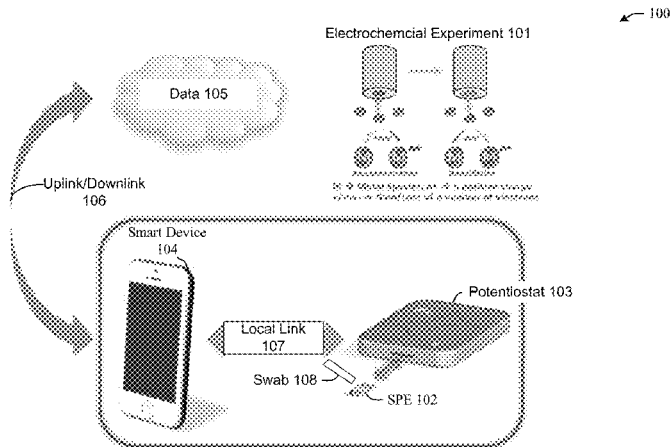 100
Electrochemcial Experiment 101
Data 105
Uplink/Downlink
106
Smart Device
104
Potentiostat 103
Local Link
107
Swab 108
SPE 102